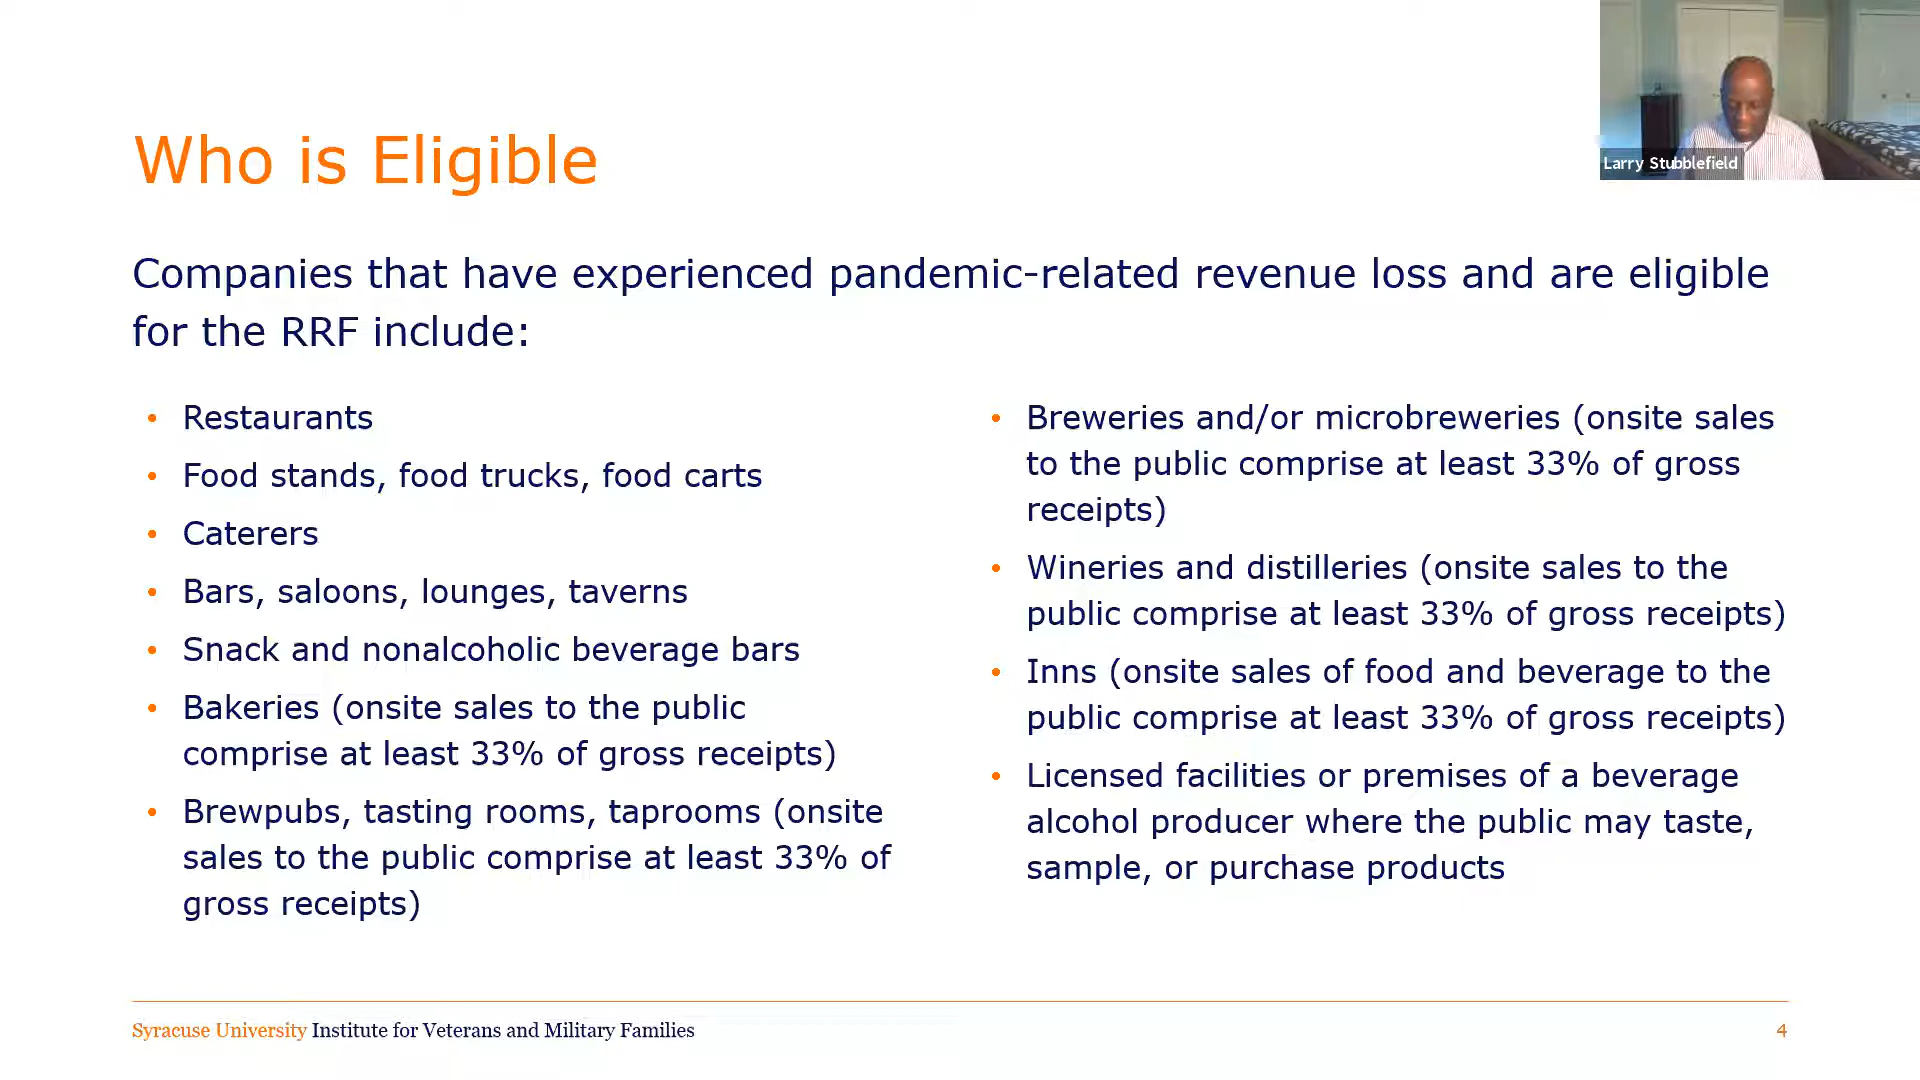 Larry Stubblefield
Who is Eligible
Companies that have experienced pandemic-related revenue loss and are eligible
for the RRF include:
• Restaurants
• Food stands, food trucks, food carts
• Caterers
• Bars, saloons, lounges, taverns
• Snack and nonalcoholic beverage bars
• Bakeries (onsite sales to the public
comprise at least 33% of gross receipts)
• Brewpubs, tasting rooms, taprooms (onsite
sales to the public comprise at least 33% of
gross receipts)
• Breweries and/or microbreweries (onsite sales
to the public comprise at least 33% of gross
receipts)
• Wineries and distilleries (onsite sales to the
public comprise at least 33% of gross receipts)
• Inns (onsite sales of food and beverage to the
public comprise at least 33% of gross receipts)
• Licensed facilities or premises of a beverage
alcohol producer where the public may taste,
sample, or purchase products
Syracuse University Institute for Veterans and Military Families
4